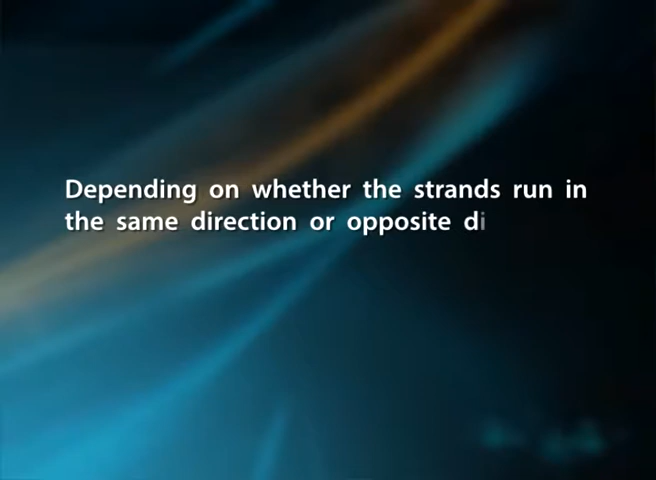 Depending on whether the strands run in
the same direction or opposite di